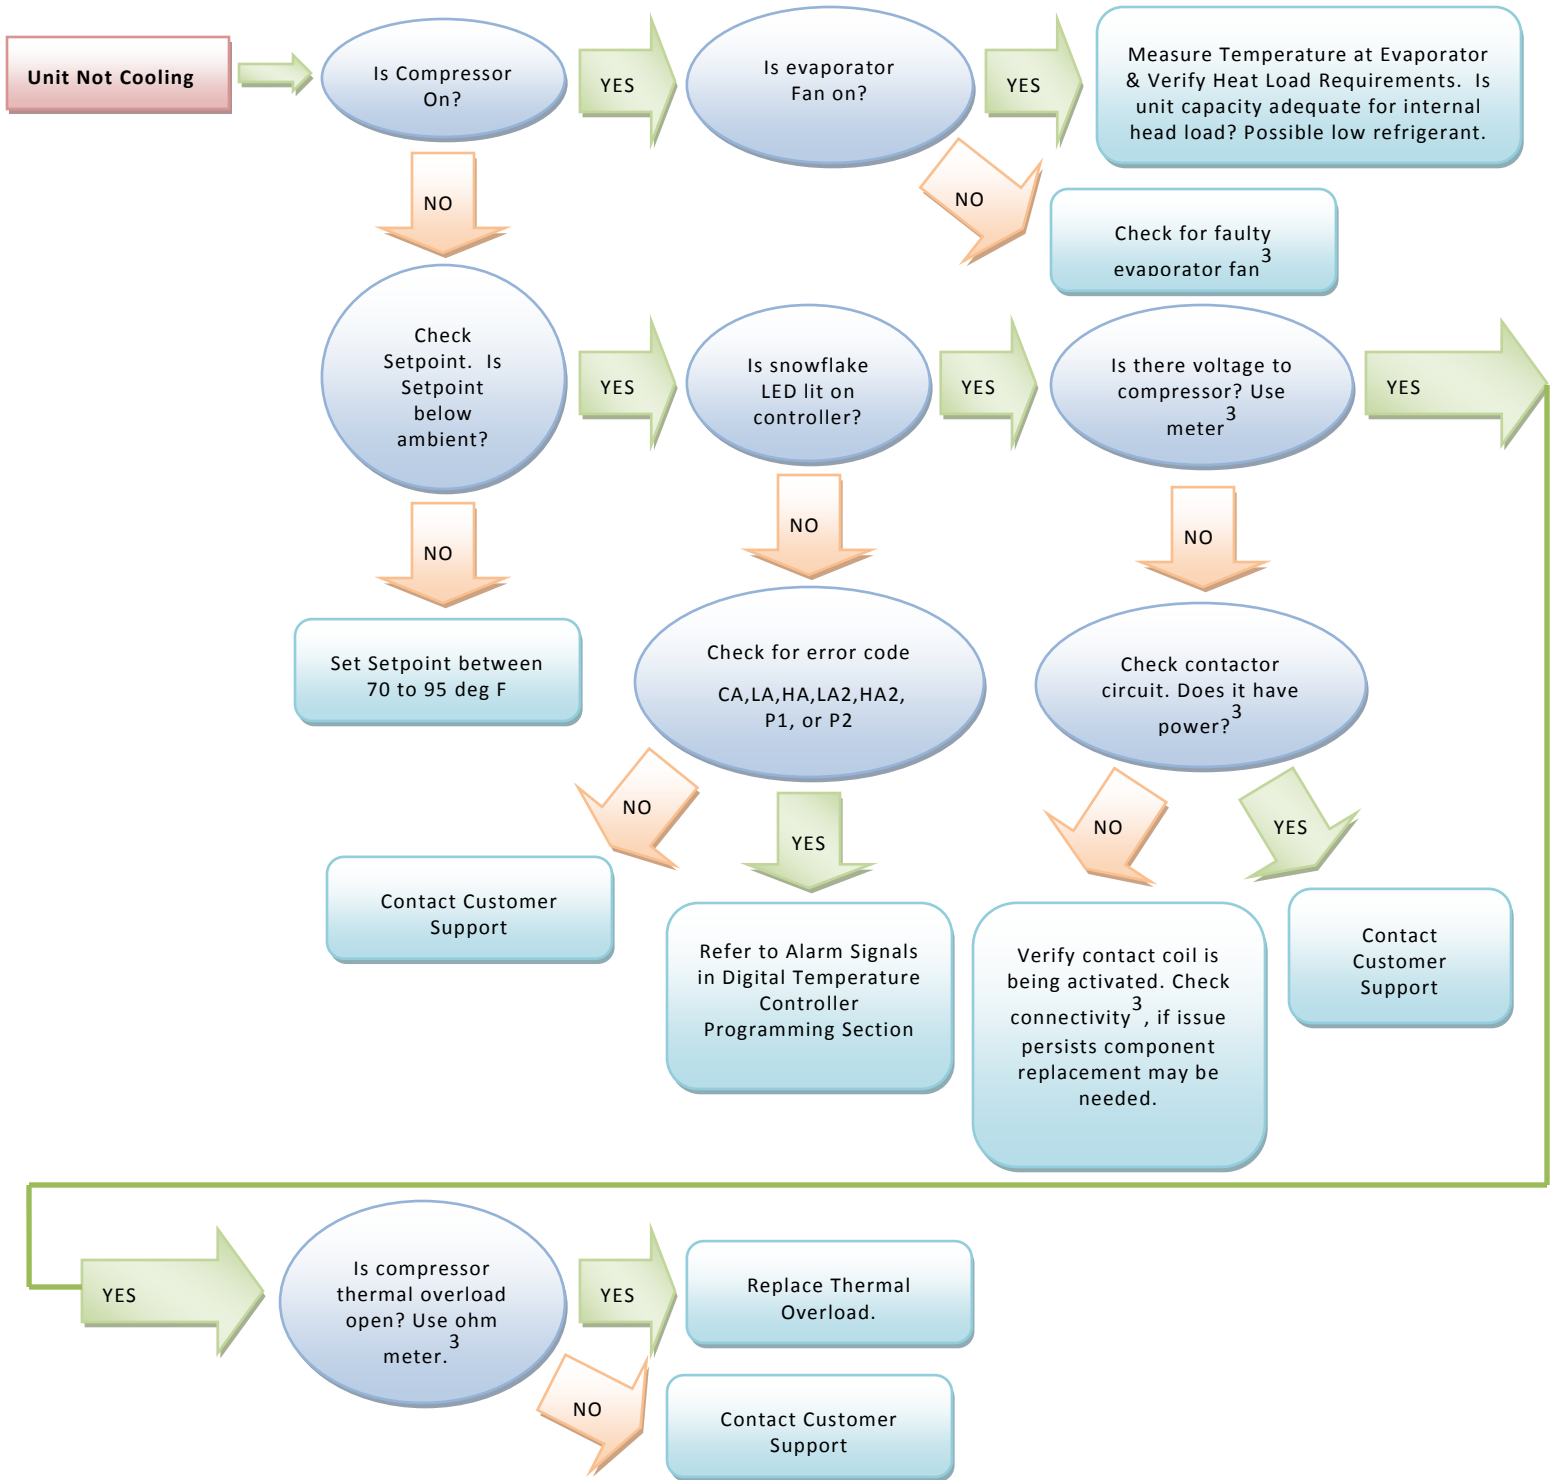 Unit Not Cooling
Is Compressor
On?
YES
Is evaporator
Fan on?
YES
Measure Temperature at Evaporator
& Verify Heat Load Requirements. Is
unit capacity adequate for internal
head load? Possible low refrigerant.
NO
NO
Check for faulty
evaporator fan3
Check
Setpoint. Is
Setpoint
below
ambient?
YES
Is snowflake
LED lit on
controller?
YES
Is there voltage to
compressor? Use
meter3
YES
NO
NO
NO
Set Setpoint between
70 to 95 deg F
Check for error code
CA,LA,HA,LA2,HA2,
P1, or P2
Check contactor
circuit. Does it have
power?3
NO
YES
NO
YES
Contact Customer
Support
Refer to Alarm Signals
in Digital Temperature
Controller
Programming Section
Verify contact coil is
being activated. Check
connectivity3, if issue
persists component
replacement may be
needed.
Contact
Customer
Support
YES
Is compressor
thermal overload
open? Use ohm
meter.3
YES
Replace Thermal
Overload.
NO
Contact Customer
Support